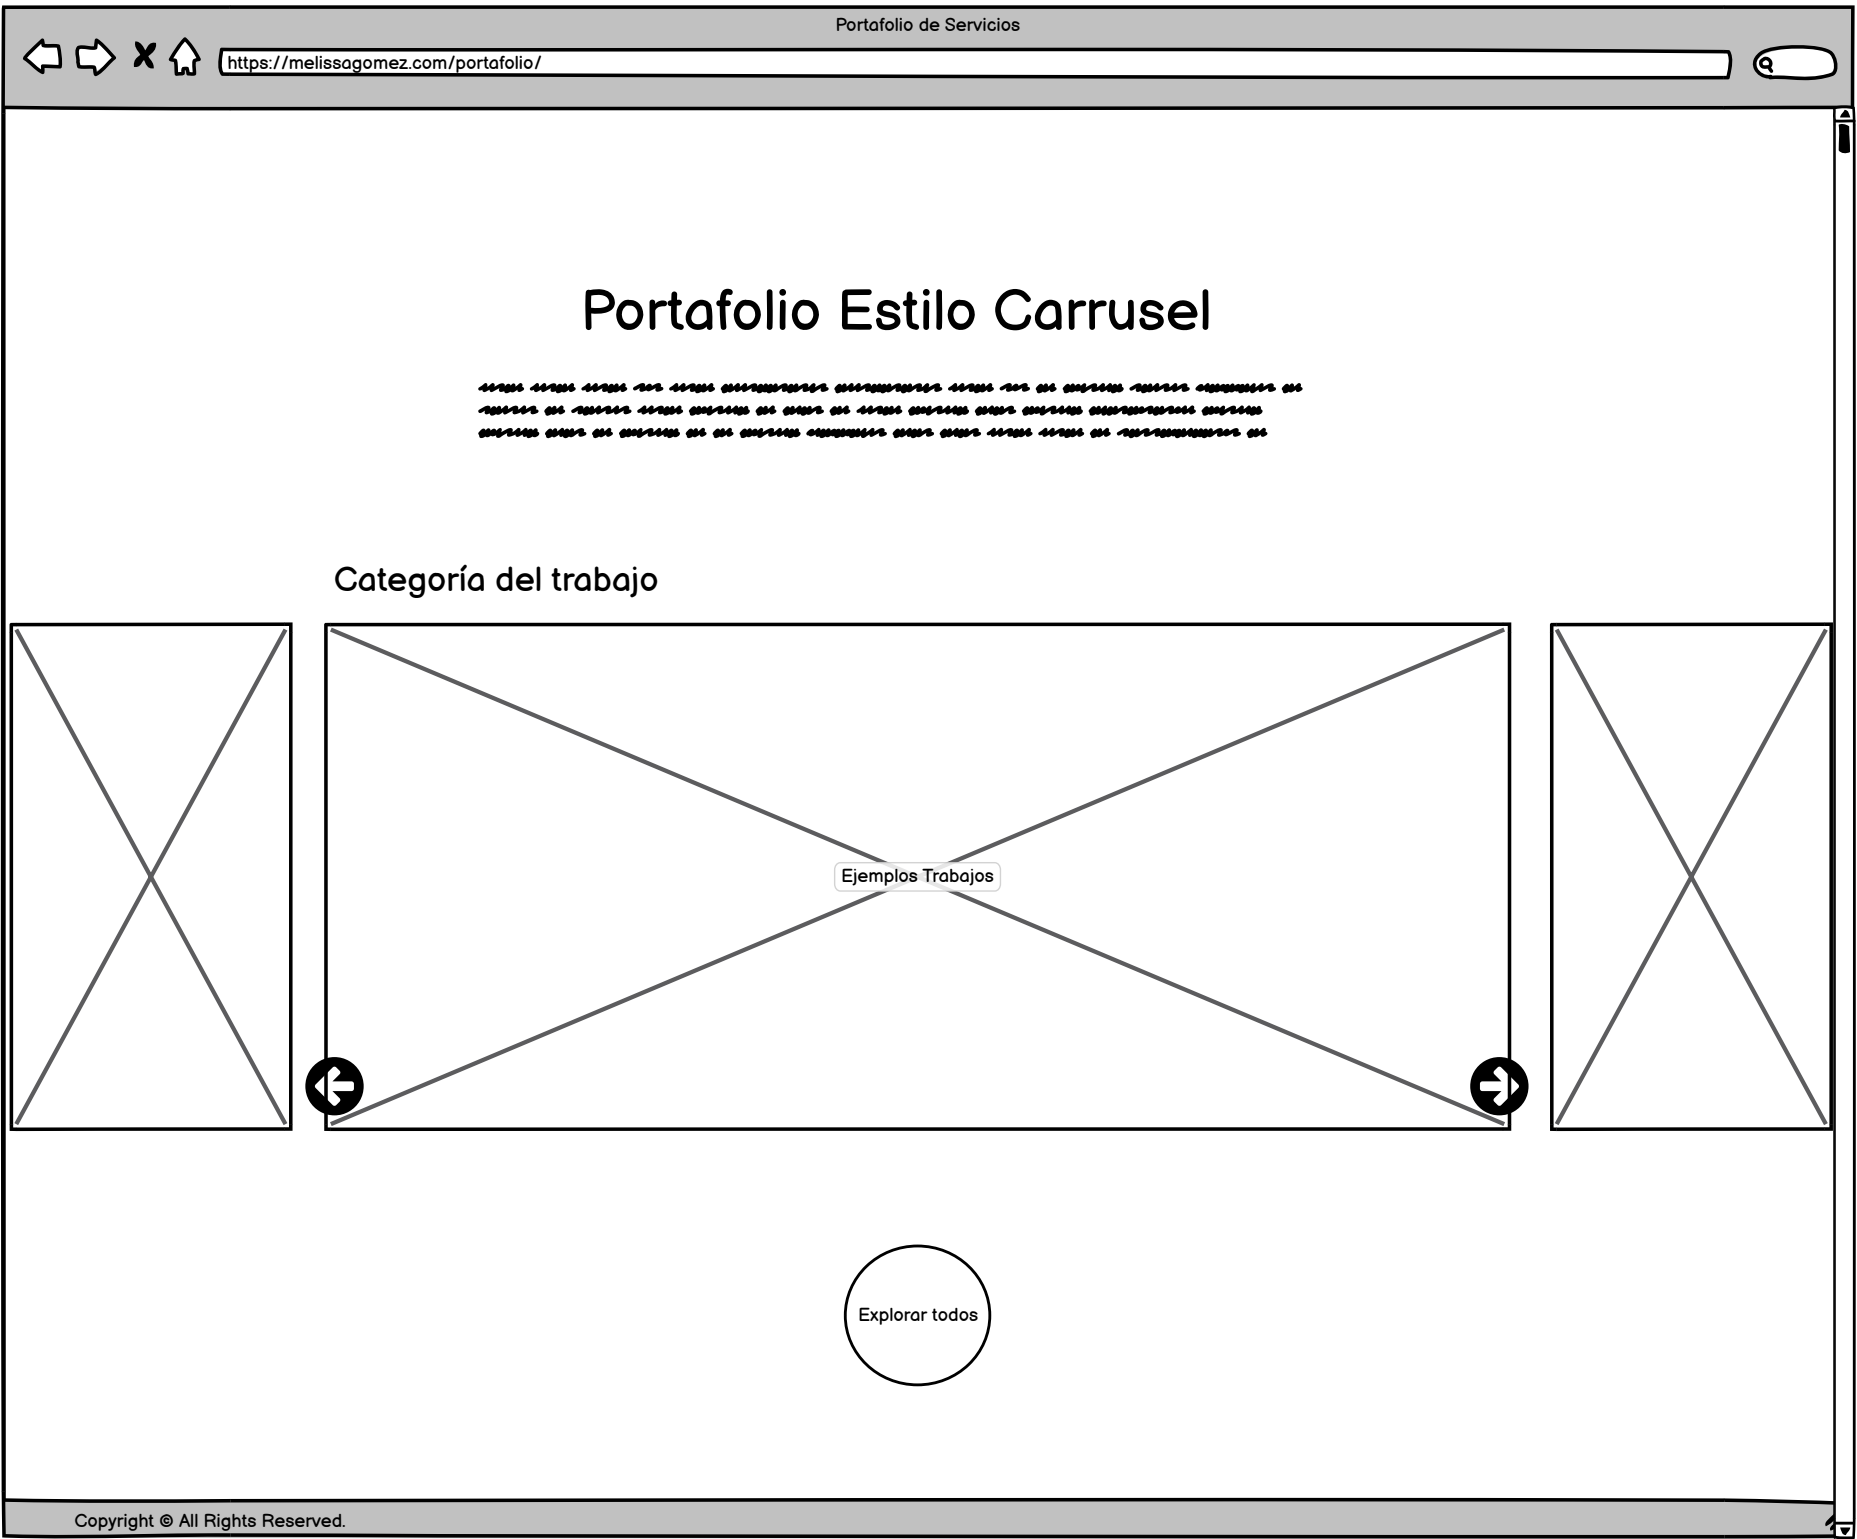 Portafolio de Servicios
https://melissagomez.com/portafolio/
Portafolio Estilo Carrusel
Categoría del trabajo
Ejemplos Trabajos
Explorar todos
Copyright © All Rights Reserved.